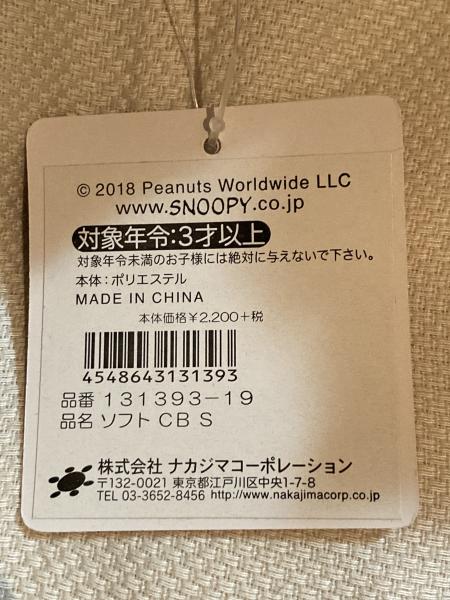 © 2018 Peanuts Worldwide LLC
www.SNOOPY.co.jp
対象年令:3才以上
対象年令未満のお子様には絶対に与えないで下さい。
本体:ポリエステル
MADE IN CHINA
本体価格¥2,200+税
4548643131393
品番 131393-19
品名 ソフト CB S
株式会社 ナカジマコーポレーション
〒132-0021 東京都江戸川区中央1-7-8
TEL 03-3652-8456 http://www.nakajimacorp.co.jp